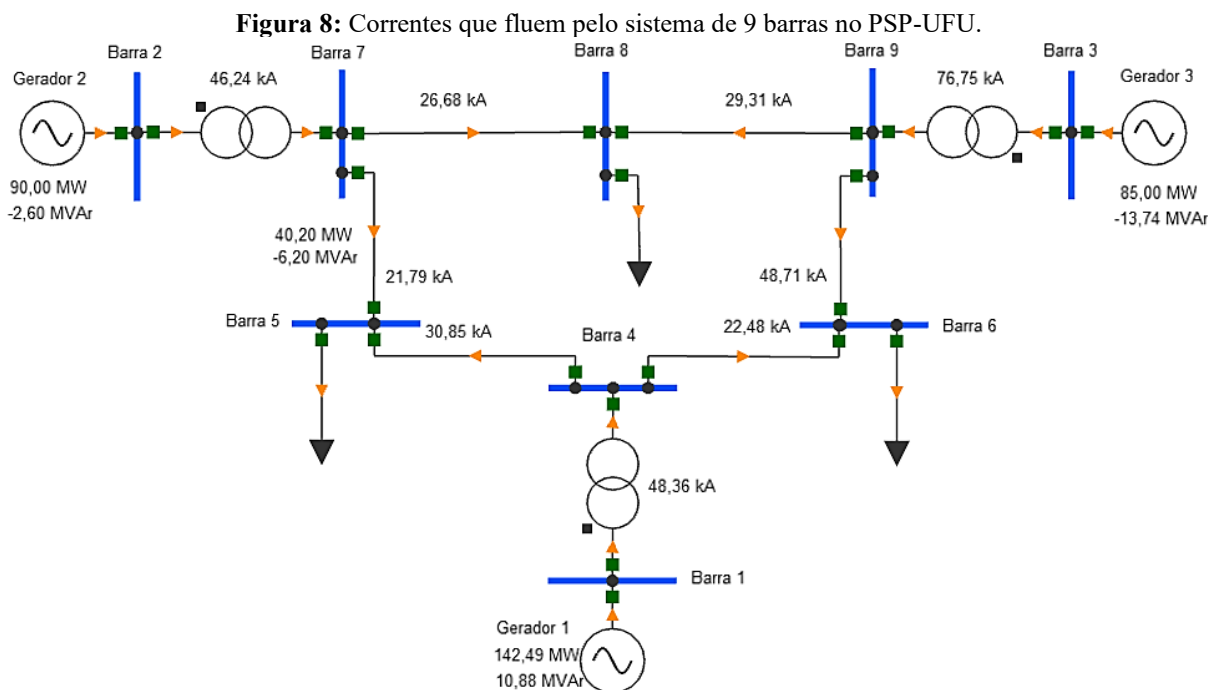 Figura 8: Correntes que fluem pelo sistema de 9 barras no PSP-UFU.
Barra 2
Barra 7
Barra 8
Barra 9
Barra 3
Gerador 2
46,24 kA
26,68 kA
29,31 kA
76,75 kA
Gerador 3
90,00 MW
-2,60 MVAr
85,00 MW
-13,74 MVAr
40,20 MW
-6,20 MVAr
21,79 kA
48,71 kA
Barra 5
30,85 kA
Barra 4
22,48 kA
Barra 6
48,36 kA
Barra 1
Gerador 1
142,49 MW
10,88 MVAr